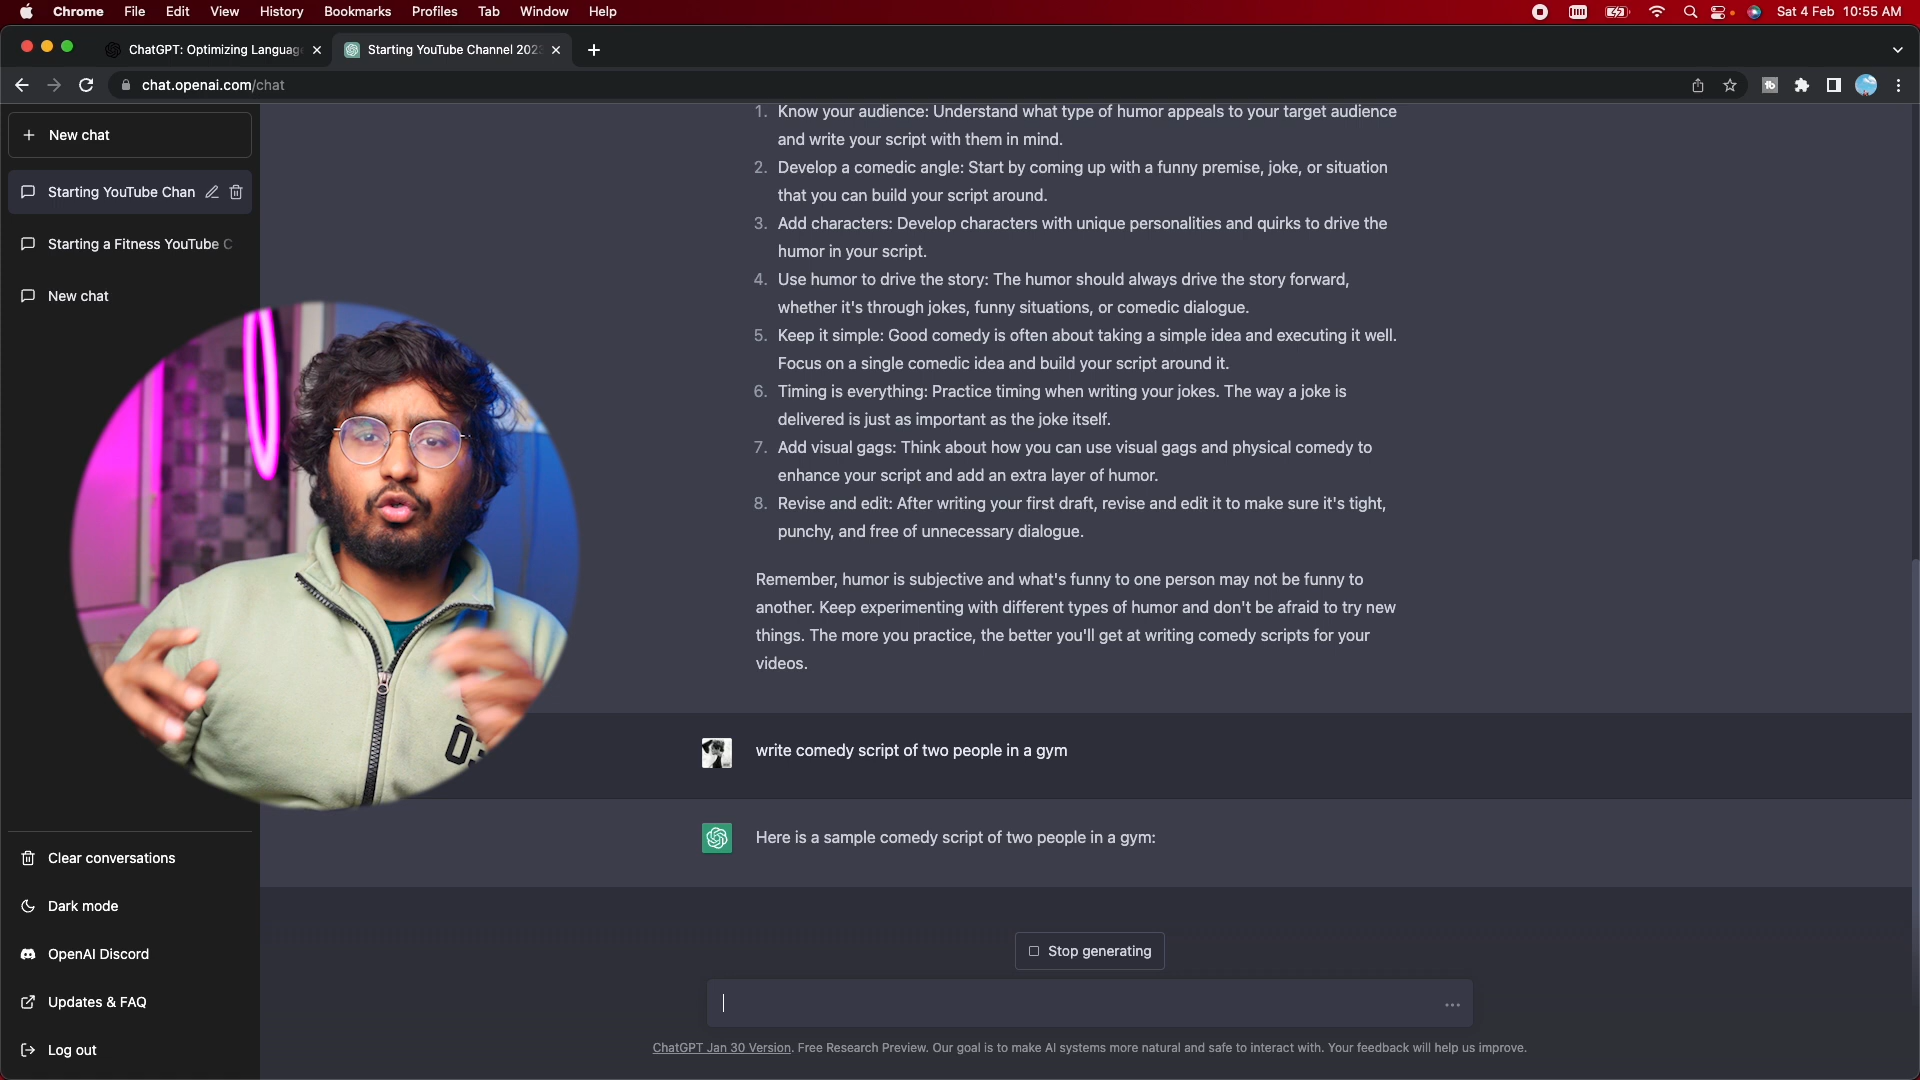 Chrome File Edit View History Bookmarks Profiles Tab Window Help Sat 4 Feb 10:55 AM
ChatGPT: Optimizing Languag Starting YouTube Channel 202
chat.openai.com/chat
New chat
Starting YouTube Chan
Starting a Fitness YouTube C
New chat
1. Know your audience: Understand what type of humor appeals to your target audience
and write your script with them in mind.
2. Develop a comedic angle: Start by coming up with a funny premise, joke, or situation
that you can build your script around.
3. Add characters: Develop characters with unique personalities and quirks to drive the
humor in your script.
4. Use humor to drive the story: The humor should always drive the story forward,
whether it's through jokes, funny situations, or comedic dialogue.
5. Keep it simple: Good comedy is often about taking a simple idea and executing it well.
Focus on a single comedic idea and build your script around it.
6. Timing is everything: Practice timing when writing your jokes. The way a joke is
delivered is just as important as the joke itself.
7. Add visual gags: Think about how you can use visual gags and physical comedy to
enhance your script and add an extra layer of humor.
8. Revise and edit: After writing your first draft, revise and edit it to make sure it's tight,
punchy, and free of unnecessary dialogue.
Remember, humor is subjective and what's funny to one person may not be funny to
another. Keep experimenting with different types of humor and don't be afraid to try new
things. The more you practice, the better you'll get at writing comedy scripts for your
videos.
write comedy script of two people in a gym
Here is a sample comedy script of two people in a gym:
Clear conversations
Dark mode
OpenAI Discord
Updates & FAQ
Log out
Stop generating
ChatGPT Jan 30 Version. Free Research Preview. Our goal is to make AI systems more natural and safe to interact with. Your feedback will help us improve.